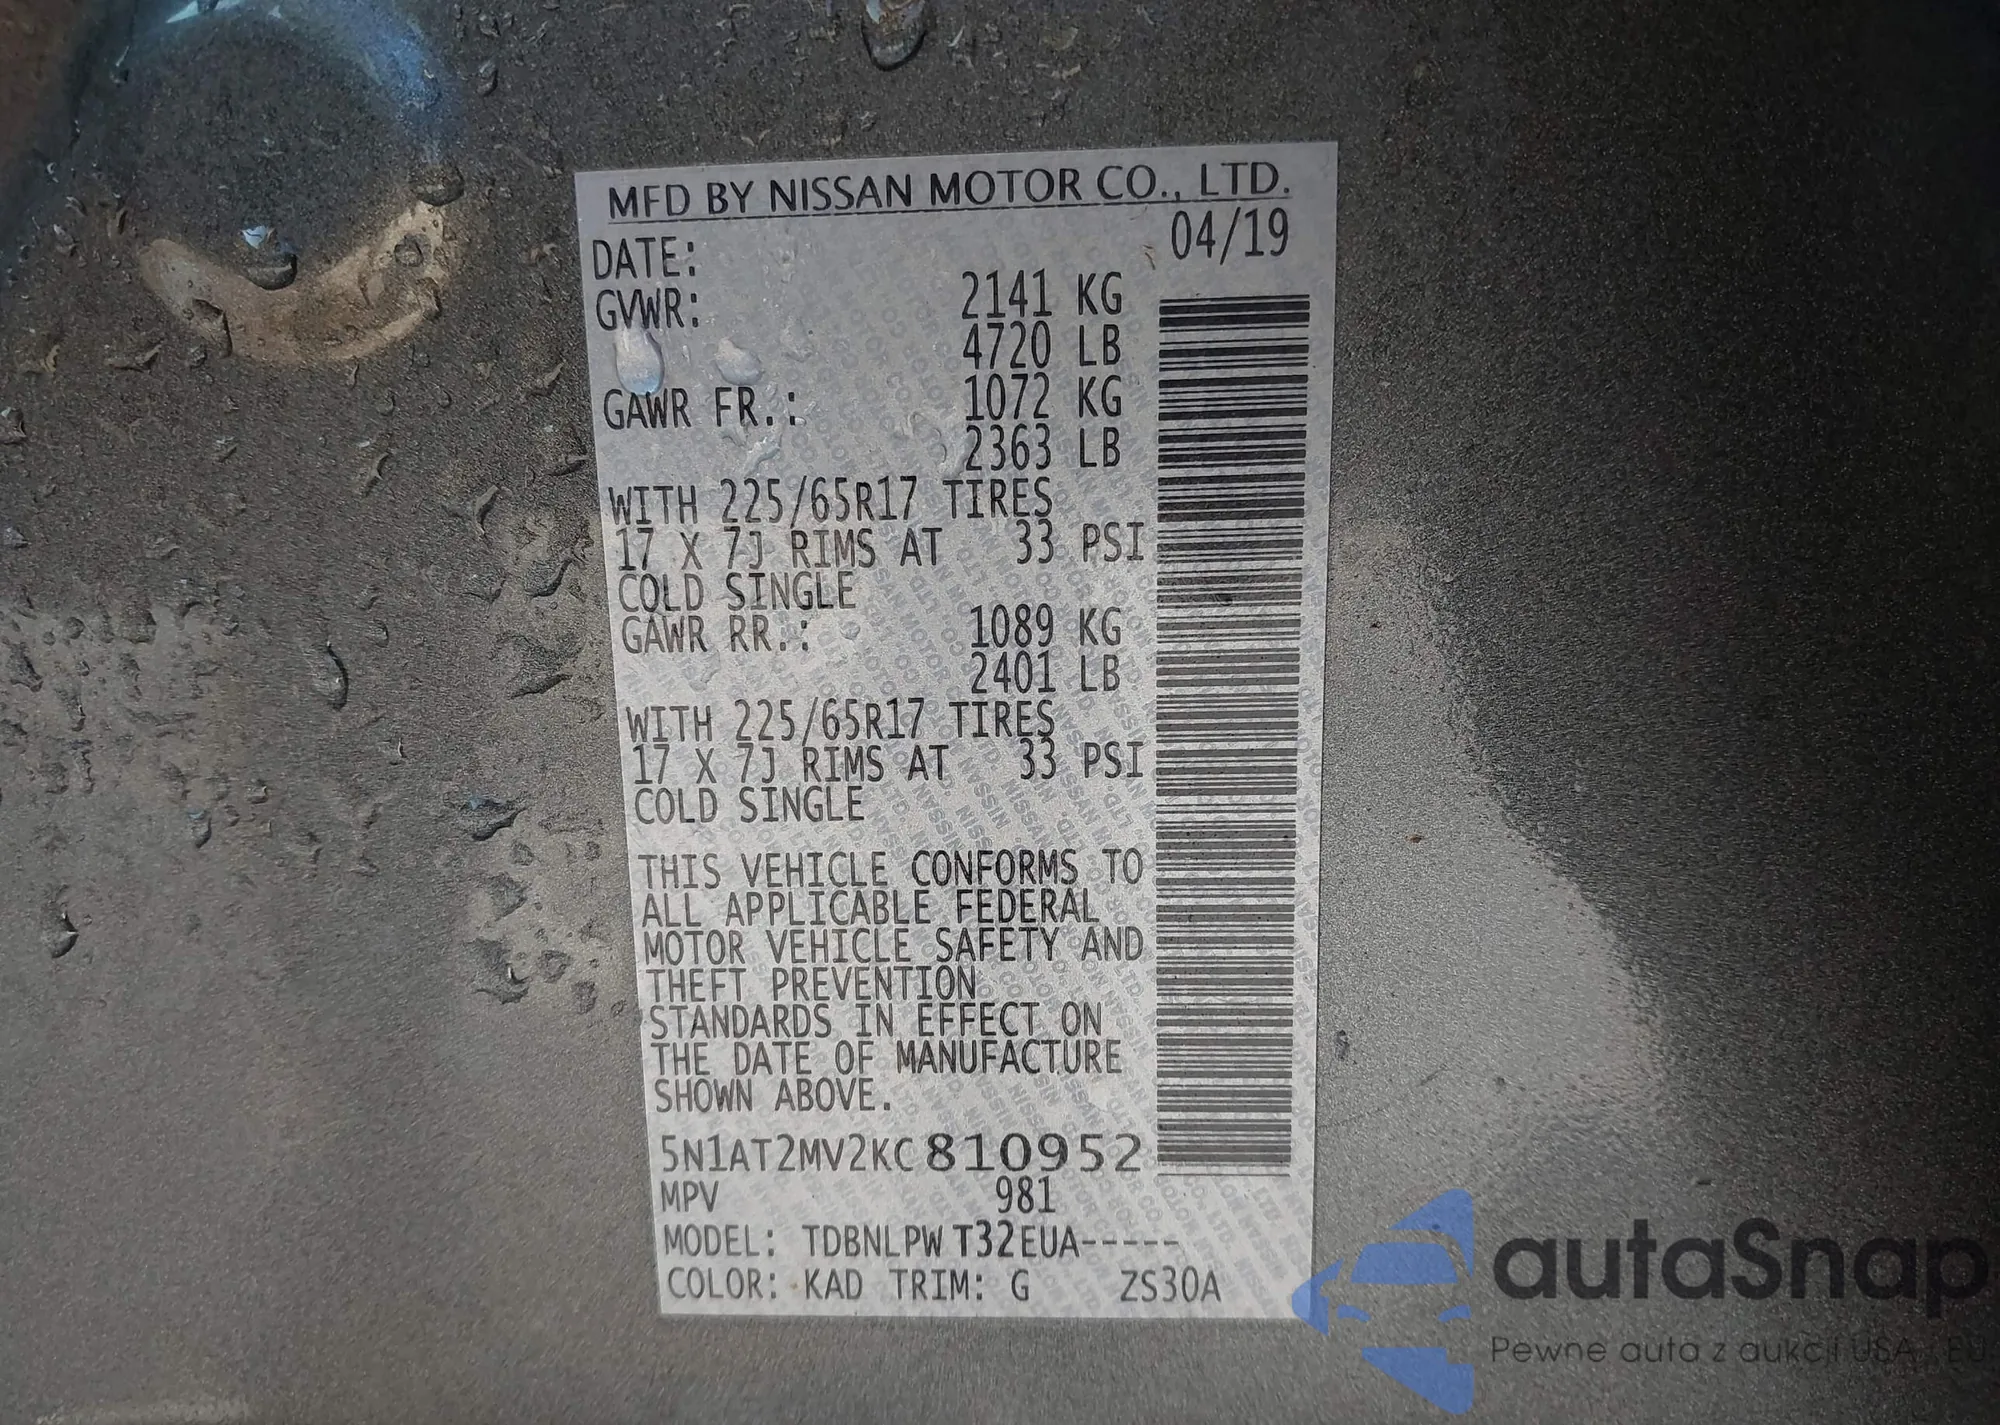 MFD BY NISSAN MOTOR CO., LTD.
DATE: 04/19
GVWR: 2141 KG
4720 LB
GAWR FR.: 1072 KG
2363 LB
WITH 225/65R17 TIRES
17 X 7J RIMS AT 33 PSI
COLD SINGLE
GAWR RR.: 1089 KG
2401 LB
WITH 225/65R17 TIRES
17 X 7J RIMS AT 33 PSI
COLD SINGLE
THIS VEHICLE CONFORMS TO
ALL APPLICABLE FEDERAL
MOTOR VEHICLE SAFETY AND
THEFT PREVENTION
STANDARDS IN EFFECT ON
THE DATE OF MANUFACTURE
SHOWN ABOVE.
5N1AT2MV2KC810952
MPV 981
MODEL: TDBNLPW T32EUA-----
COLOR: KAD TRIM: G ZS30A
autaSnap
Pewne auta z aukcji USA i EU